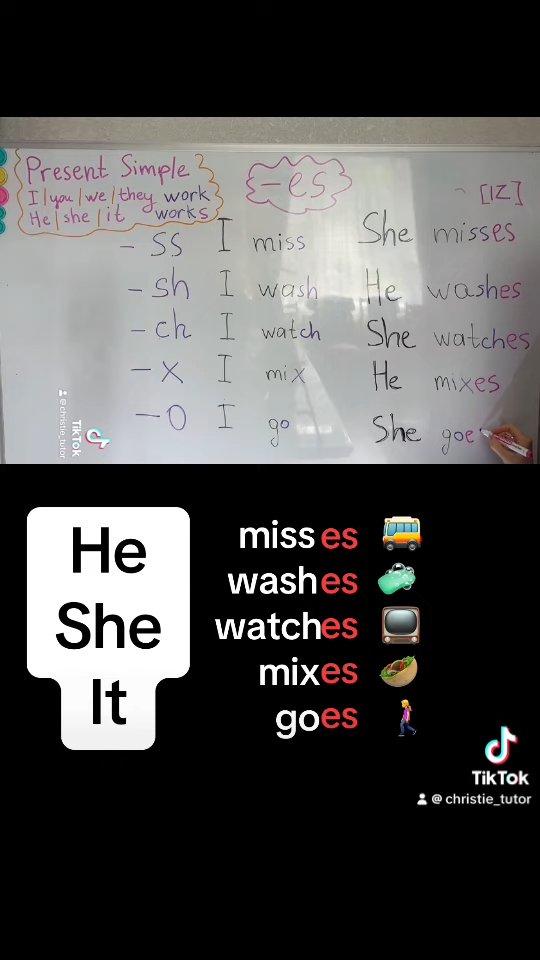 Present Simple
I/you/we/they work
He/she/it works
-es
[IZ]
- ss I miss She misses
- sh I wash He washes
- ch I watch She watches
- x I mix He mixes
- o I go She goe
TikTok
@christie_tutor
He
She
It
misses
washes
watches
mixes
goes
TikTok
@ christie_tutor